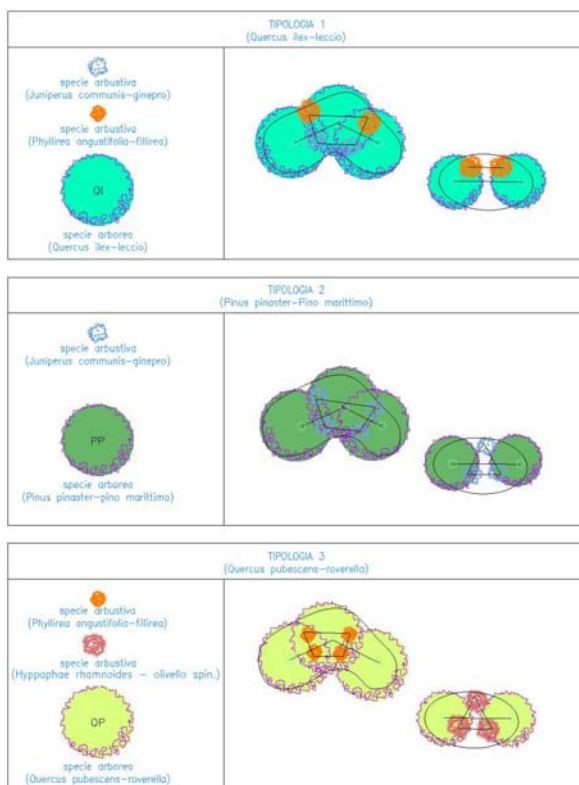 TIPOLOGIA 1
(Quercus ilex-leccio)
specie arbustiva
(Juniperus communis-ginepro)
specie arbustiva
(Phyllirea angustifolia-fillirea)
QI
specie arborea
(Quercus ilex-leccio)
TIPOLOGIA 2
(Pinus pinaster-Pino marittimo)
specie arbustiva
(Juniperus communis-ginepro)
PP
specie arborea
(Pinus pinaster-pino marittimo)
TIPOLOGIA 3
(Quercus pubescens-roverella)
specie arbustiva
(Phyllirea angustifolia-fillirea)
specie arbustiva
(Hyppophae rhamnoides - olivello spin.)
QP
specie arborea
(Quercus pubescens-roverella)